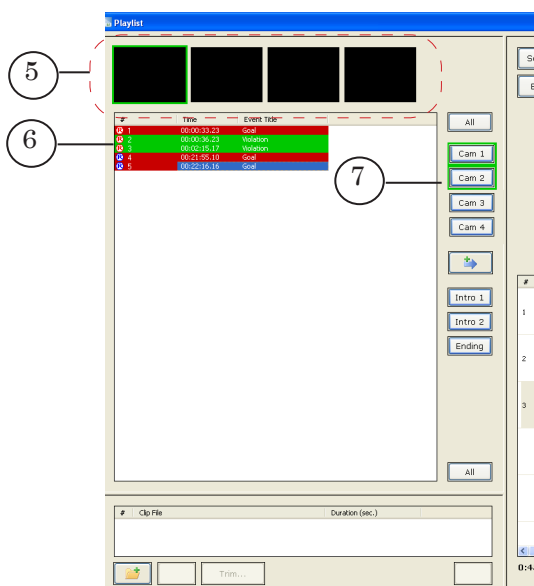 Playlist
5
6
7
# Time Event Title
R 1 00:00:33.23 Goal
R 2 00:00:36.23 Violation
R 3 00:02:15.17 Violation
R 4 00:21:55.10 Goal
R 5 00:22:16.16 Goal
All
Cam 1
Cam 2
Cam 3
Cam 4
Intro 1
Intro 2
Ending
All
# Clip File Duration (sec.)
Trim...
#
1
2
3